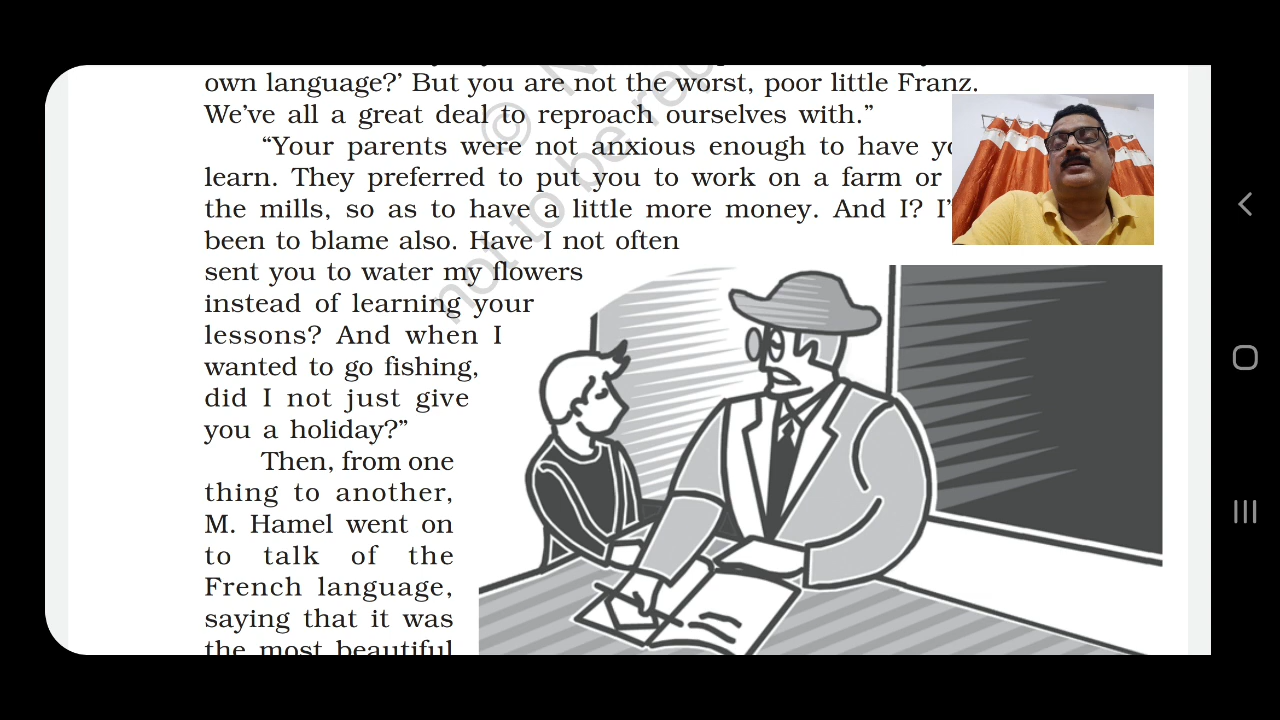 own language?’ But you are not the worst, poor little Franz.
We’ve all a great deal to reproach ourselves with.”
“Your parents were not anxious enough to have
learn. They preferred to put you to work on a farm or
the mills, so as to have a little more money. And I?
been to blame also. Have I not often
sent you to water my flowers
instead of learning your
lessons? And when I
wanted to go fishing,
did I not just give
you a holiday?”
Then, from one
thing to another,
M. Hamel went on
to talk of the
French language,
saying that it was
the most beautiful
©
not to be